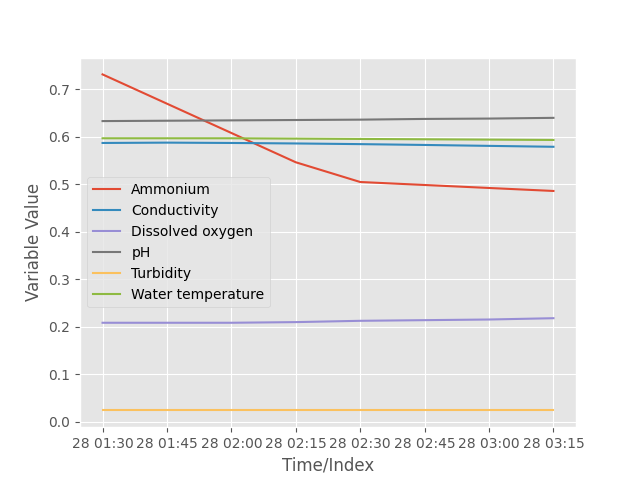 0.7
0.6
0.5
0.4
0.3
0.2
0.1
0.0
Variable Value
Ammonium
Conductivity
Dissolved oxygen
pH
Turbidity
Water temperature
28 01:30 28 01:45 28 02:00 28 02:15 28 02:30 28 02:45 28 03:00 28 03:15
Time/Index